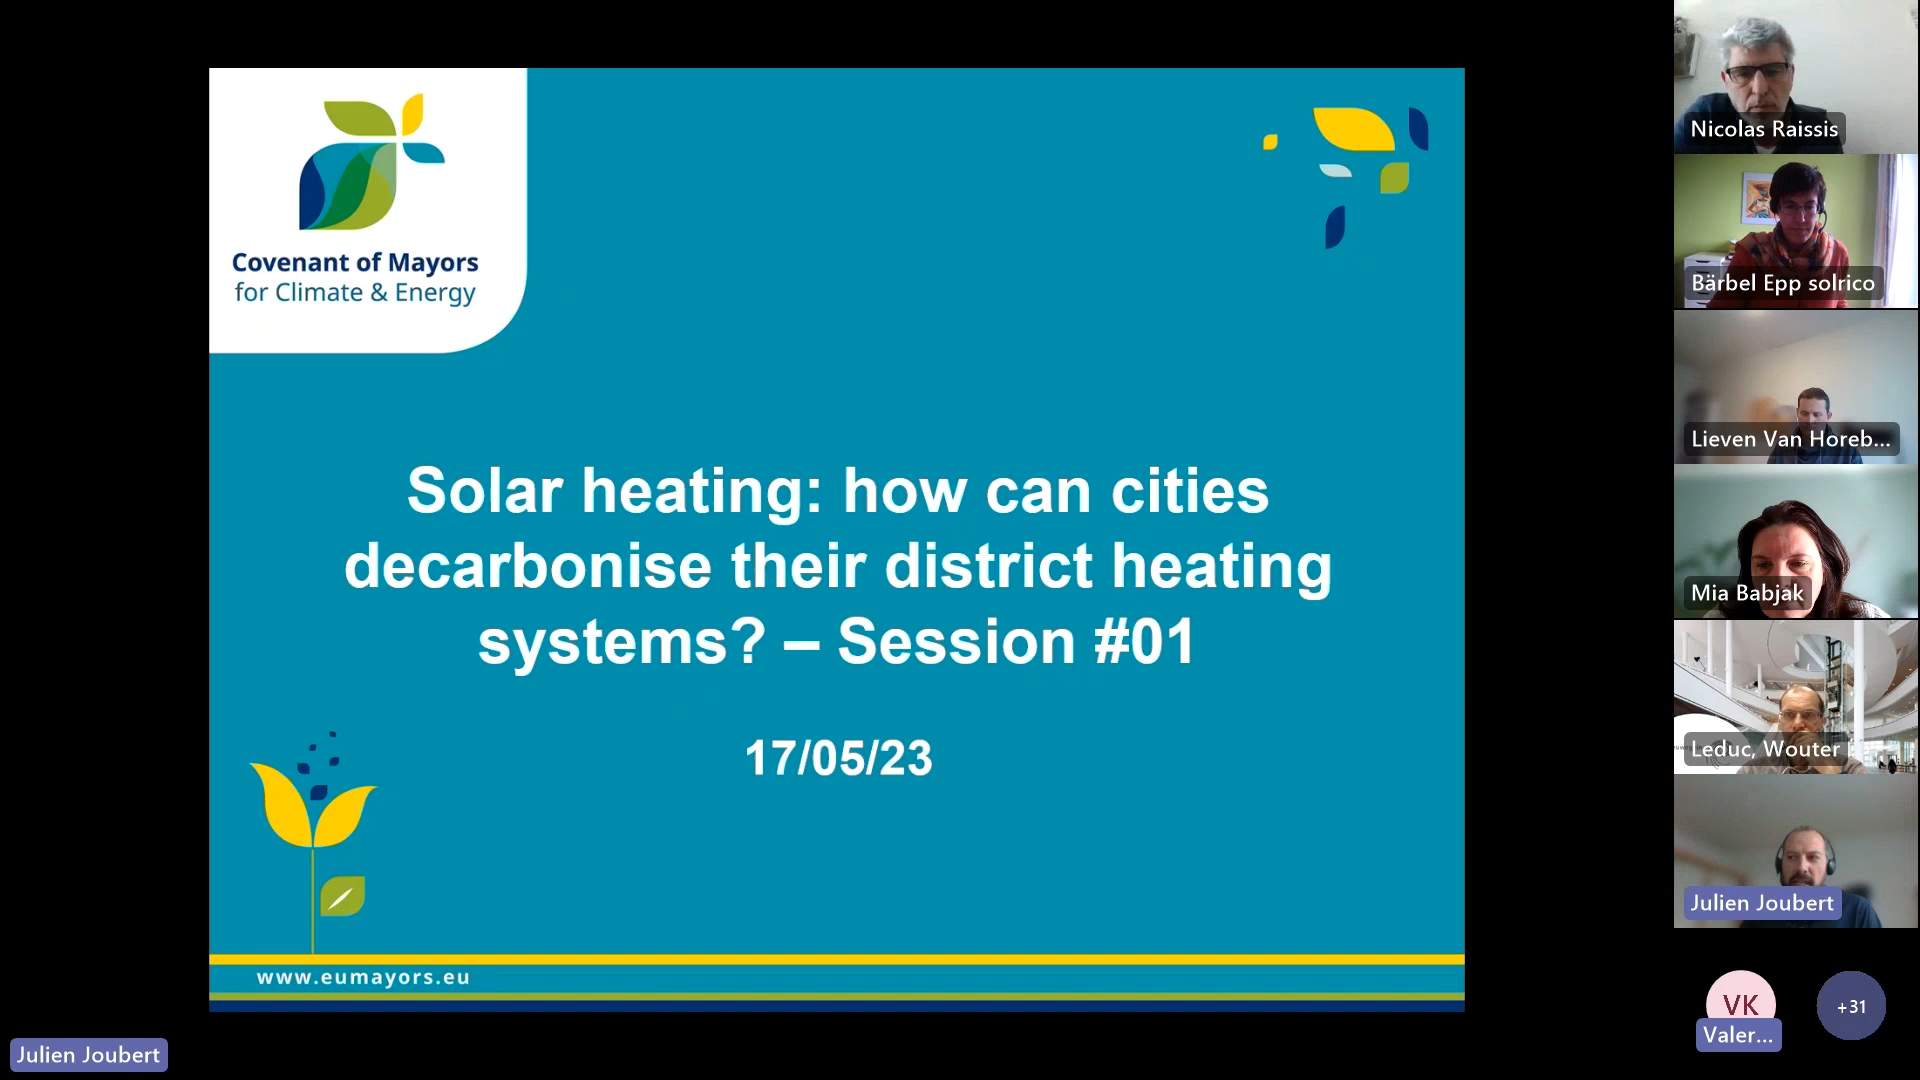 Covenant of Mayors
for Climate & Energy
Solar heating: how can cities
decarbonise their district heating
systems? – Session #01
17/05/23
www.eumayors.eu
Julien Joubert
Nicolas Raissis
Bärbel Epp solrico
Lieven Van Horeb...
Mia Babjak
Leduc, Wouter
Julien Joubert
VK
Valer...
+31